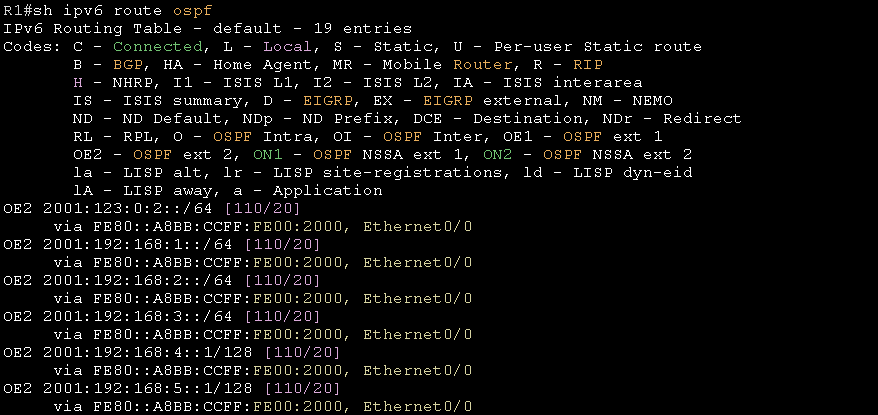 R1#sh ipv6 route ospf
IPv6 Routing Table - default - 19 entries
Codes: C - Connected, L - Local, S - Static, U - Per-user Static route
B - BGP, HA - Home Agent, MR - Mobile Router, R - RIP
H - NHRP, I1 - ISIS L1, I2 - ISIS L2, IA - ISIS interarea
IS - ISIS summary, D - EIGRP, EX - EIGRP external, NM - NEMO
ND - ND Default, NDp - ND Prefix, DCE - Destination, NDr - Redirect
RL - RPL, O - OSPF Intra, OI - OSPF Inter, OE1 - OSPF ext 1
OE2 - OSPF ext 2, ON1 - OSPF NSSA ext 1, ON2 - OSPF NSSA ext 2
la - LISP alt, lr - LISP site-registrations, ld - LISP dyn-eid
lA - LISP away, a - Application
OE2 2001:123:0:2::/64 [110/20]
via FE80::A8BB:CCFF:FE00:2000, Ethernet0/0
OE2 2001:192:168:1::/64 [110/20]
via FE80::A8BB:CCFF:FE00:2000, Ethernet0/0
OE2 2001:192:168:2::/64 [110/20]
via FE80::A8BB:CCFF:FE00:2000, Ethernet0/0
OE2 2001:192:168:3::/64 [110/20]
via FE80::A8BB:CCFF:FE00:2000, Ethernet0/0
OE2 2001:192:168:4::1/128 [110/20]
via FE80::A8BB:CCFF:FE00:2000, Ethernet0/0
OE2 2001:192:168:5::1/128 [110/20]
via FE80::A8BB:CCFF:FE00:2000, Ethernet0/0